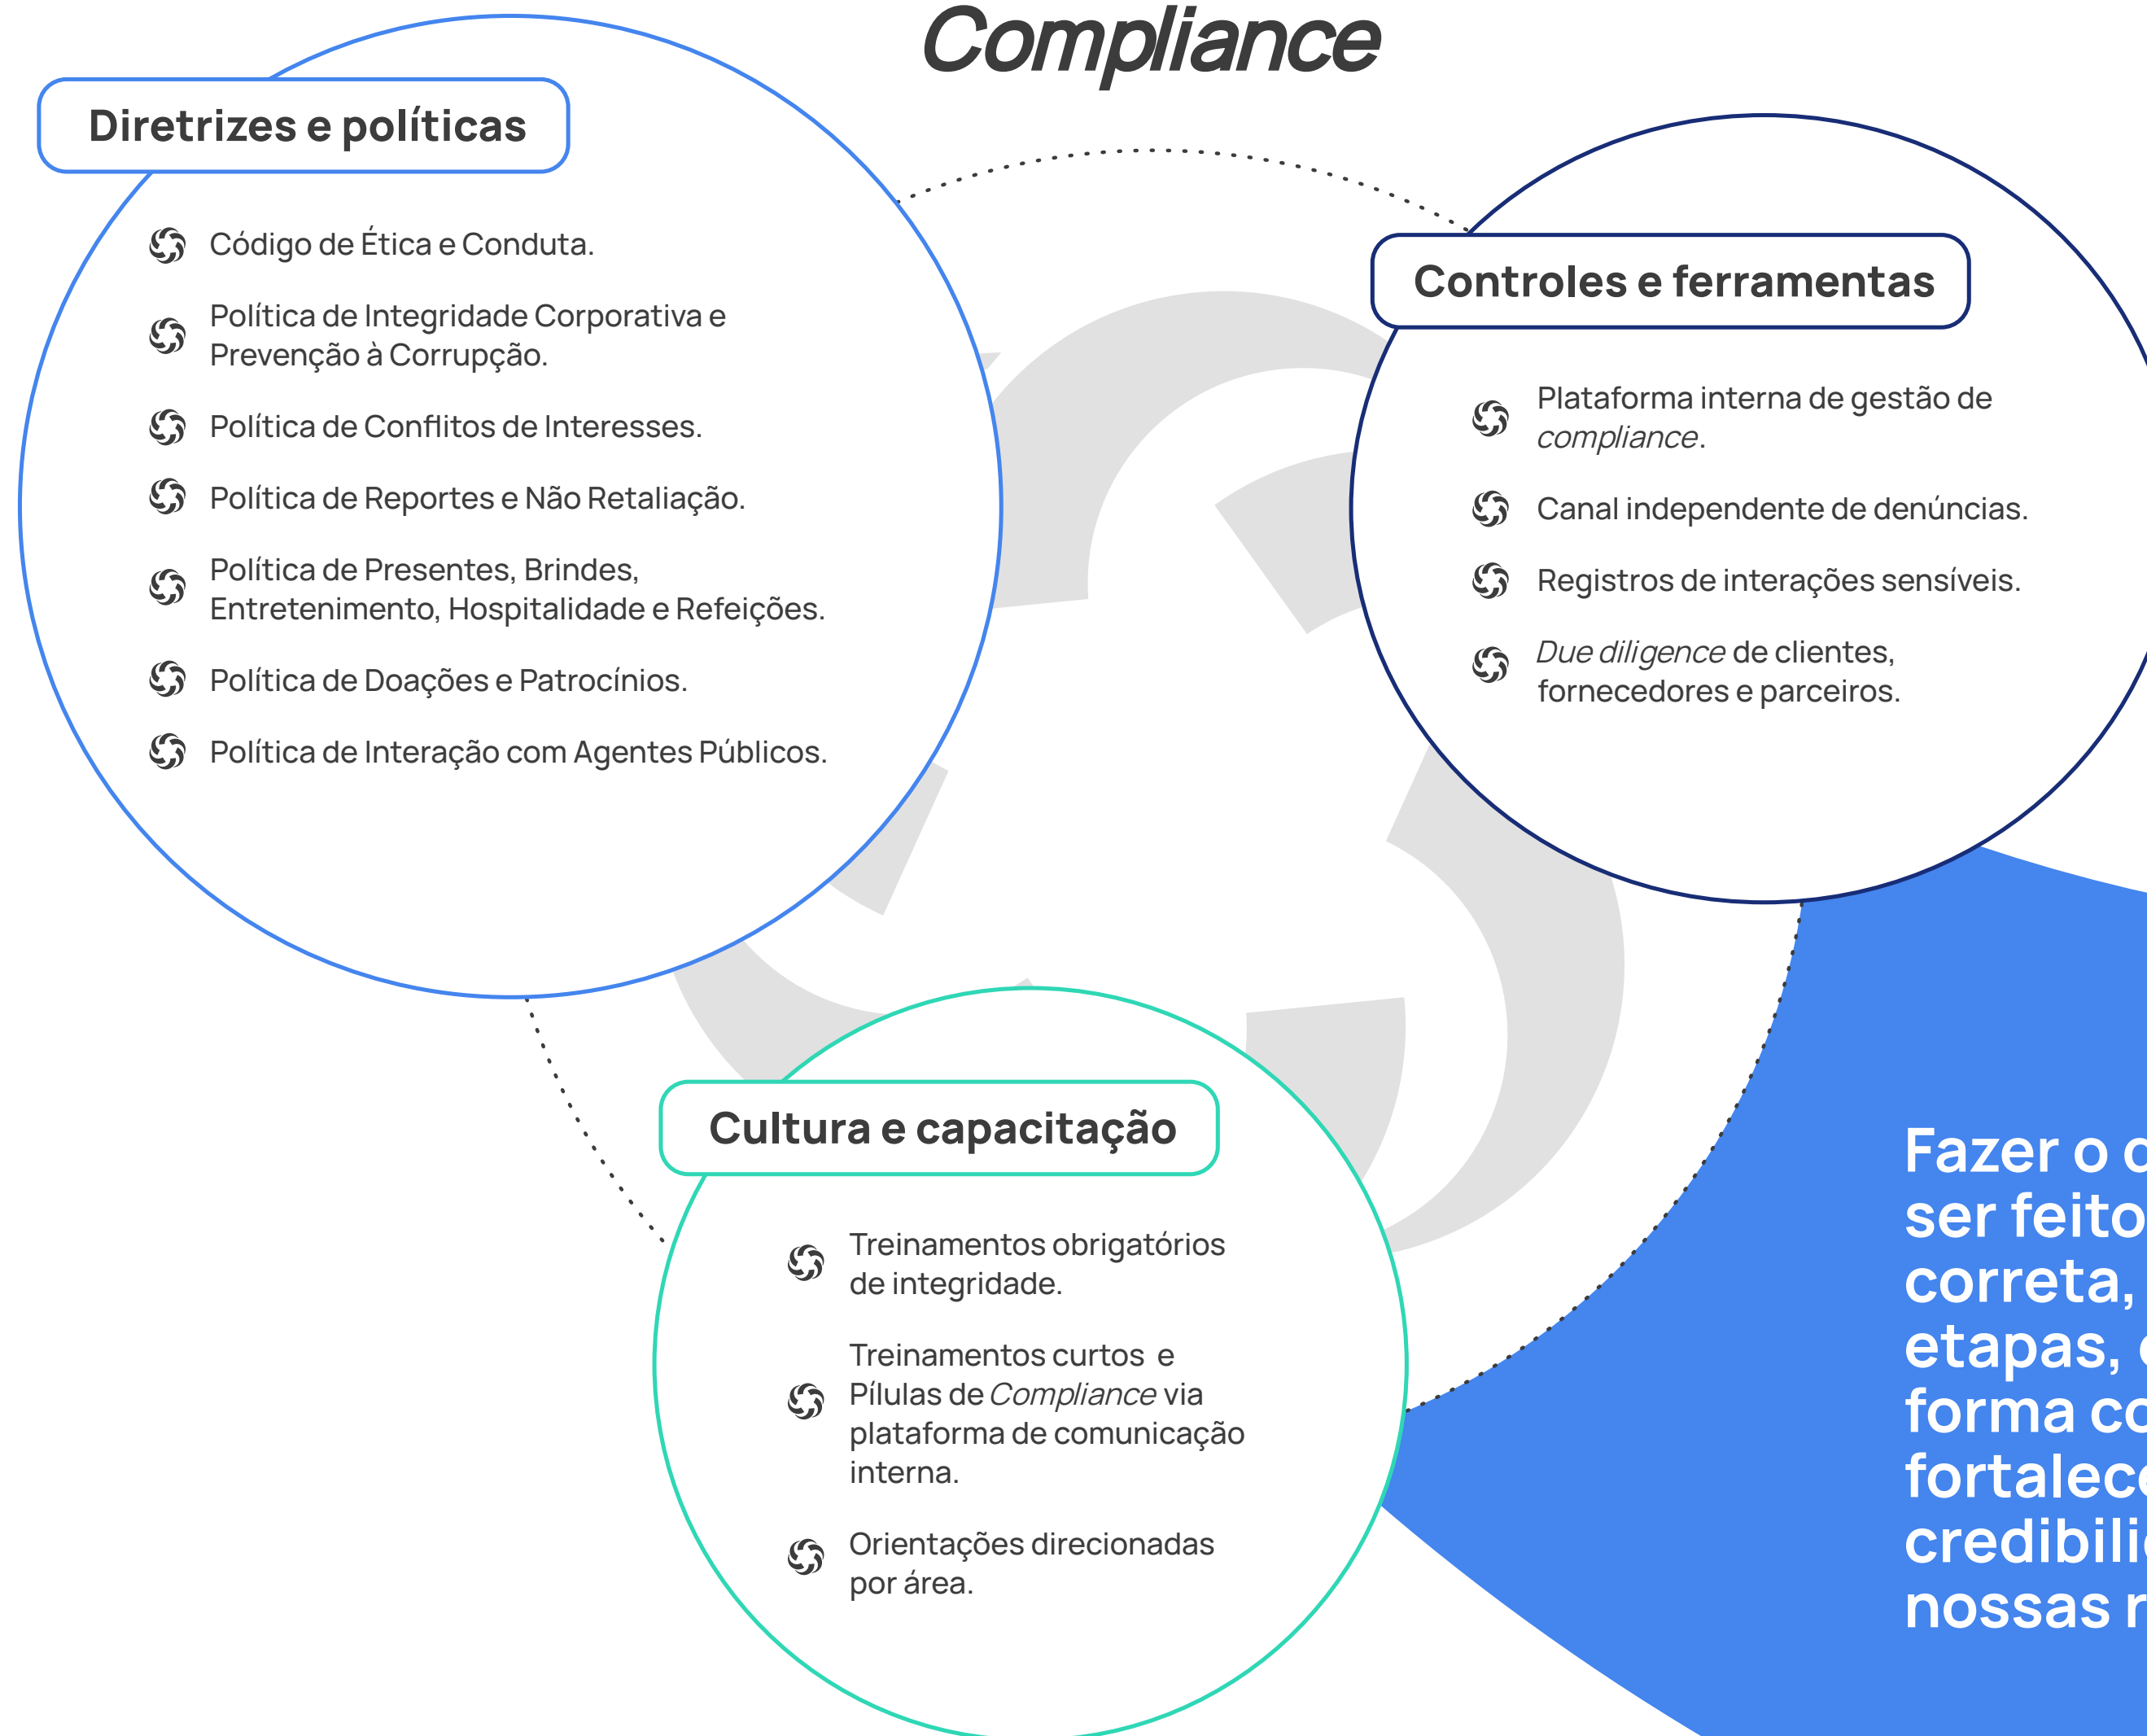 Compliance
Diretrizes e políticas
Código de Ética e Conduta.
Política de Integridade Corporativa e
Prevenção à Corrupção.
Política de Conflitos de Interesses.
Política de Reportes e Não Retaliação.
Política de Presentes, Brindes,
Entretenimento, Hospitalidade e Refeições.
Política de Doações e Patrocínios.
Política de Interação com Agentes Públicos.
Controles e ferramentas
Plataforma interna de gestão de
compliance.
Canal independente de denúncias.
Registros de interações sensíveis.
Due diligence de clientes,
fornecedores e parceiros.
Cultura e capacitação
Treinamentos obrigatórios
de integridade.
Treinamentos curtos e
Pílulas de Compliance via
plataforma de comunicação
interna.
Orientações direcionadas
por área.
Fazer o
ser feito
correta,
etapas,
forma
nossas